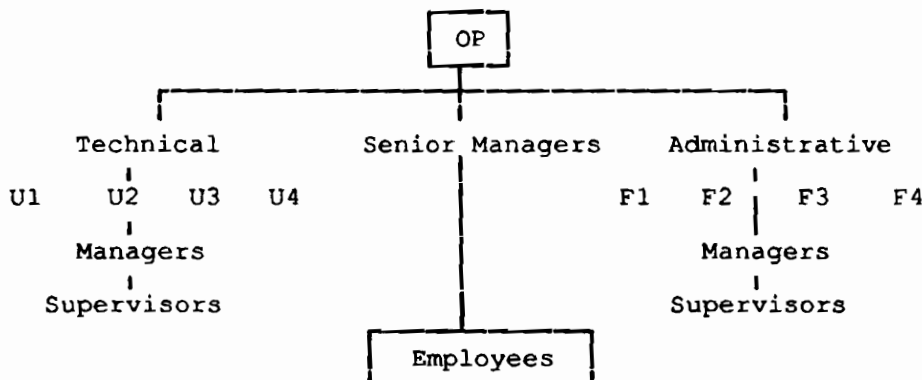 OP
Technical Senior Managers Administrative
U1 U2 U3 U4 F1 F2 F3 F4
Managers Managers
Supervisors Supervisors
Employees